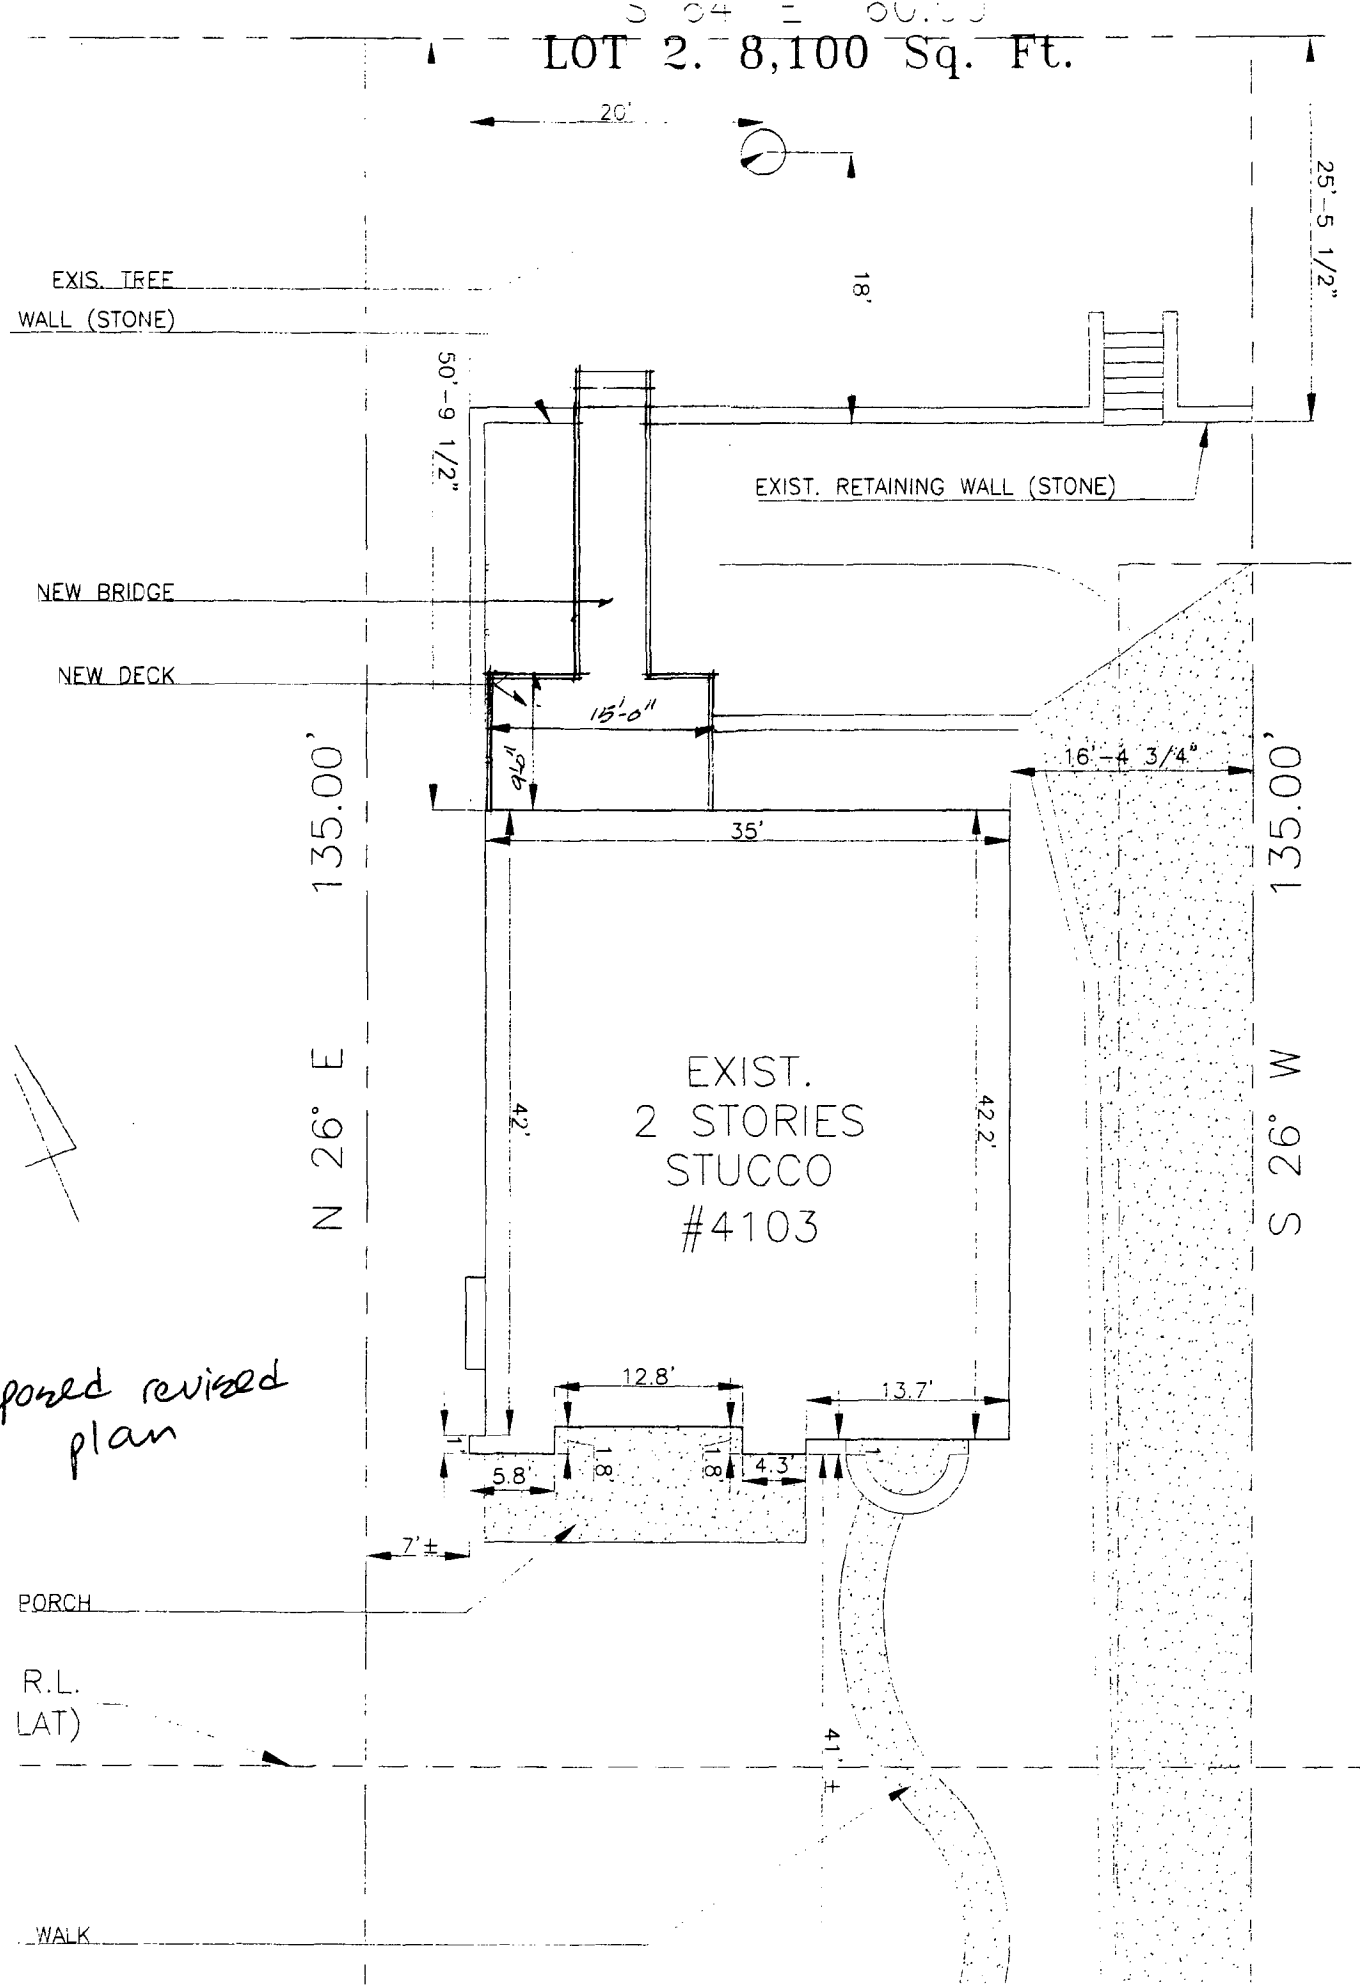 LOT 2. 8,100 Sq. Ft.
20'
25'-5 1/2"
EXIS. TREE
18'
WALL (STONE)
50'-9 1/2"
EXIST. RETAINING WALL (STONE)
NEW BRIDGE
NEW DECK
15'-0"
135.00'
16'-4 3/4"
135.00'
35'
N 26° E
S 26° W
42'
42.2'
EXIST.
2 STORIES
STUCCO
#4103
posed revised
plan
12.8'
13.7'
1'
5.8'
1.8'
1.8'
4.3'
1'
7'±
PORCH
R.L.
LAT)
41' ±
WALK